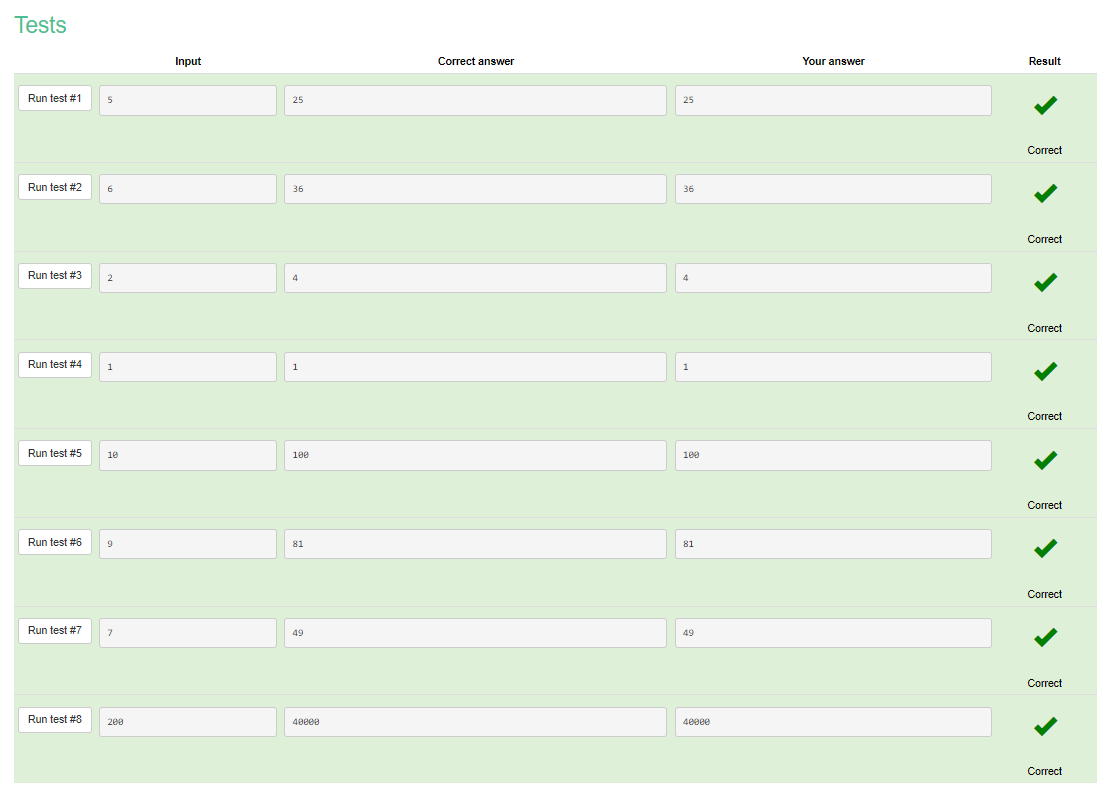 Tests
Input Correct answer Your answer Result
Run test #1 5 25 25
Correct
Run test #2 6 36 36
Correct
Run test #3 2 4 4
Correct
Run test #4 1 1 1
Correct
Run test #5 10 100 100
Correct
Run test #6 9 81 81
Correct
Run test #7 7 49 49
Correct
Run test #8 200 40000 40000
Correct